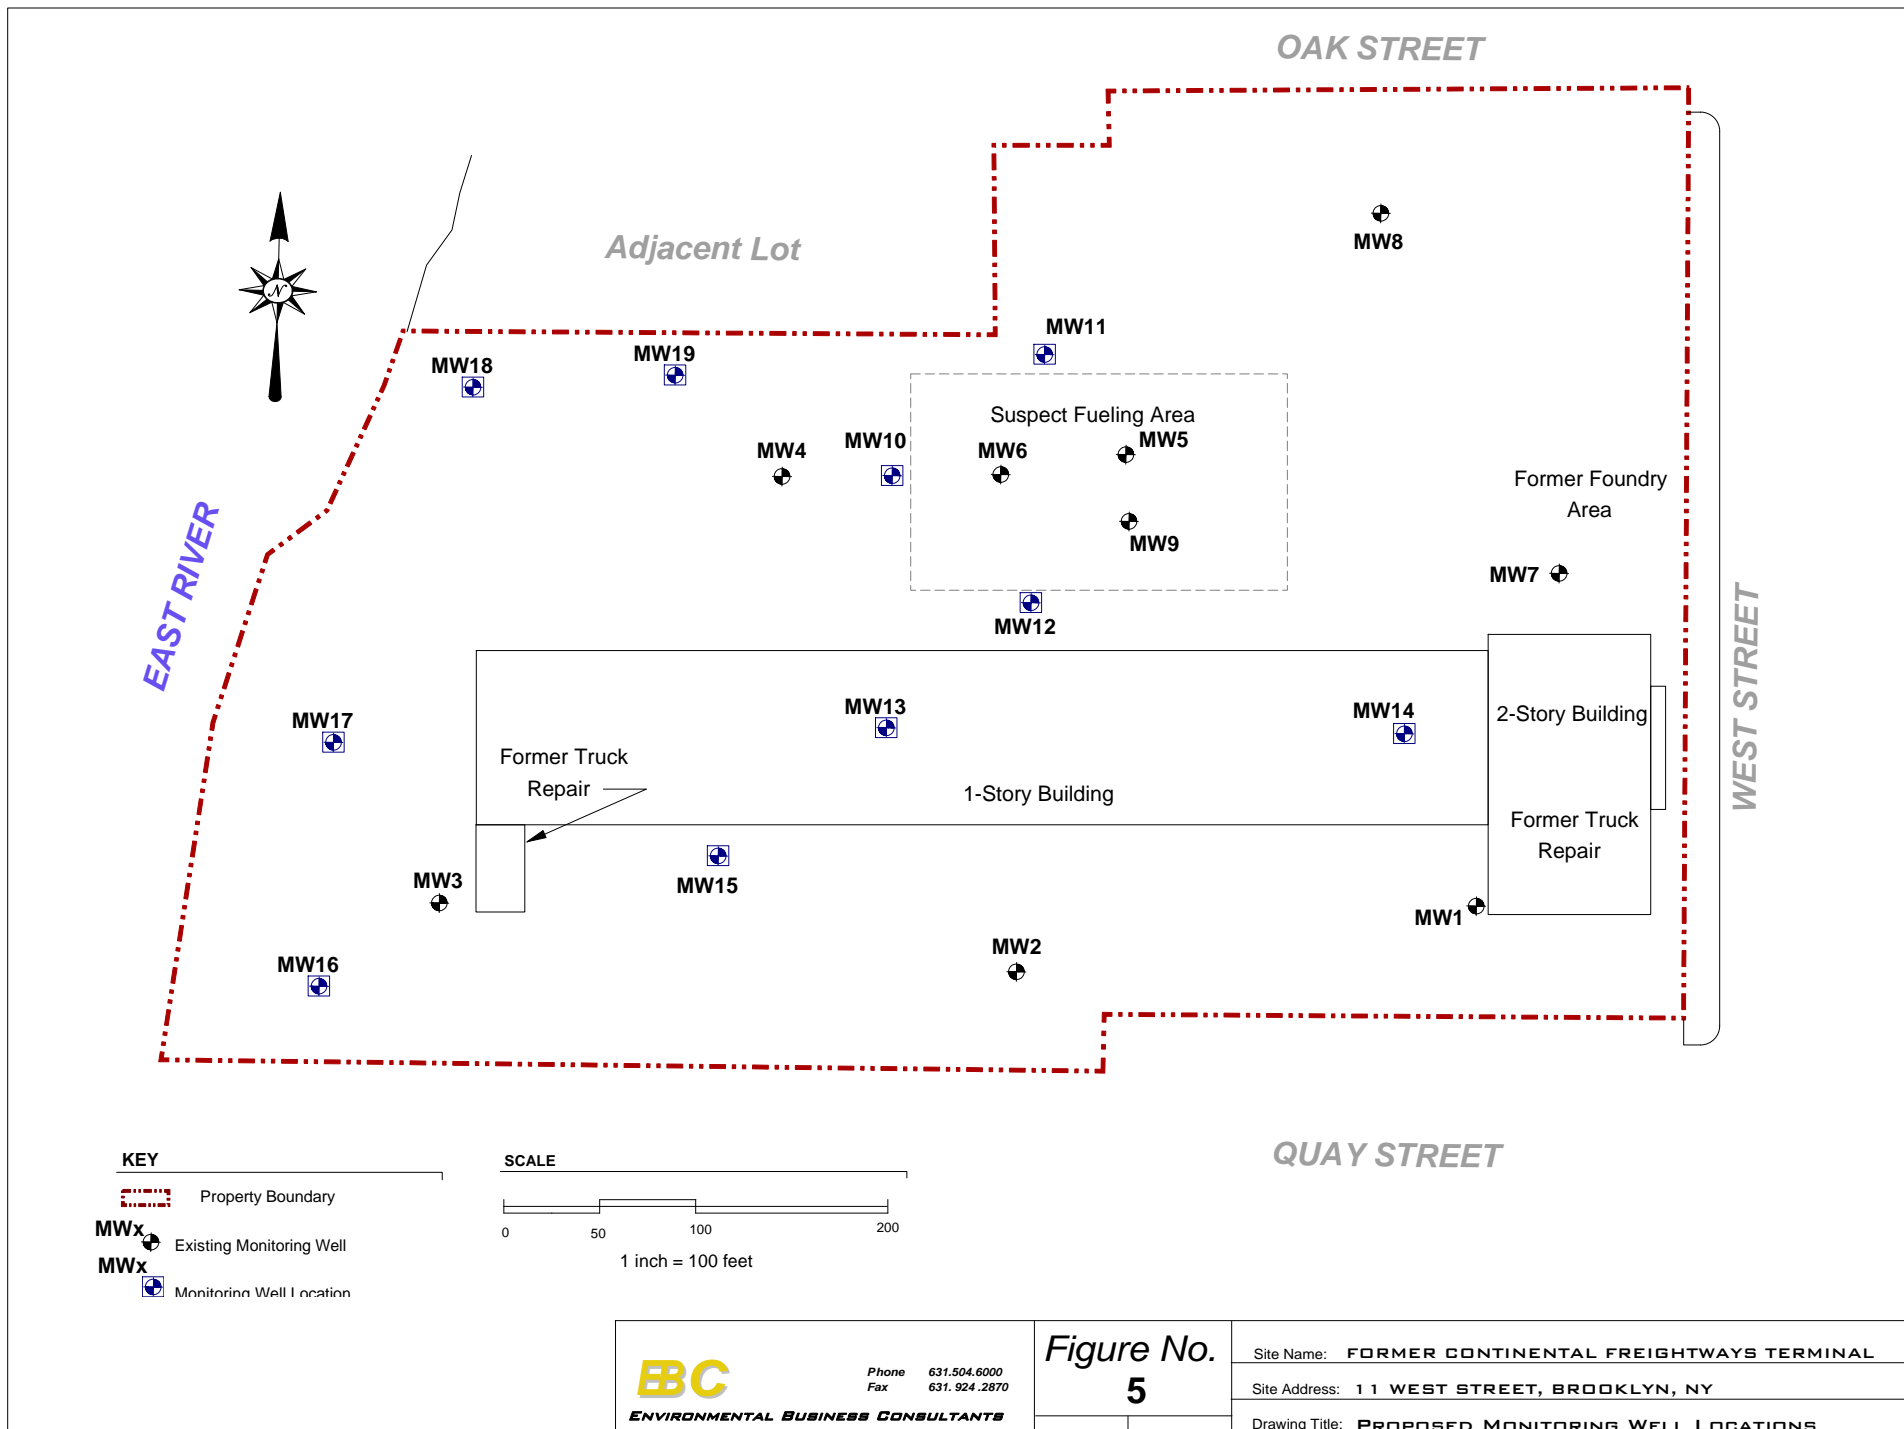 OAK STREET
MW8
Adjacent Lot
MW11
MW19
MW18
Suspect Fueling Area
MW10
MW5
MW4
MW6
Former Foundry
Area
EAST RIVER
MW9
MW7
MW12
WEST STREET
MW13
MW14
2-Story Building
MW17
Former Truck
Repair
1-Story Building
Former Truck
Repair
MW3
MW15
MW1
MW2
MW16
QUAY STREET
KEY
Property Boundary
MWx
Existing Monitoring Well
MWx
Monitoring Well Location
SCALE
0 50 100 200
1 inch = 100 feet
N
EBC
Phone 631.504.6000
Fax 631. 924 .2870
ENVIRONMENTAL BUSINESS CONSULTANTS
Figure No.
5
Site Name: FORMER CONTINENTAL FREIGHTWAYS TERMINAL
Site Address: 11 WEST STREET, BROOKLYN, NY
Drawing Title: PROPOSED MONITORING WELL LOCATIONS